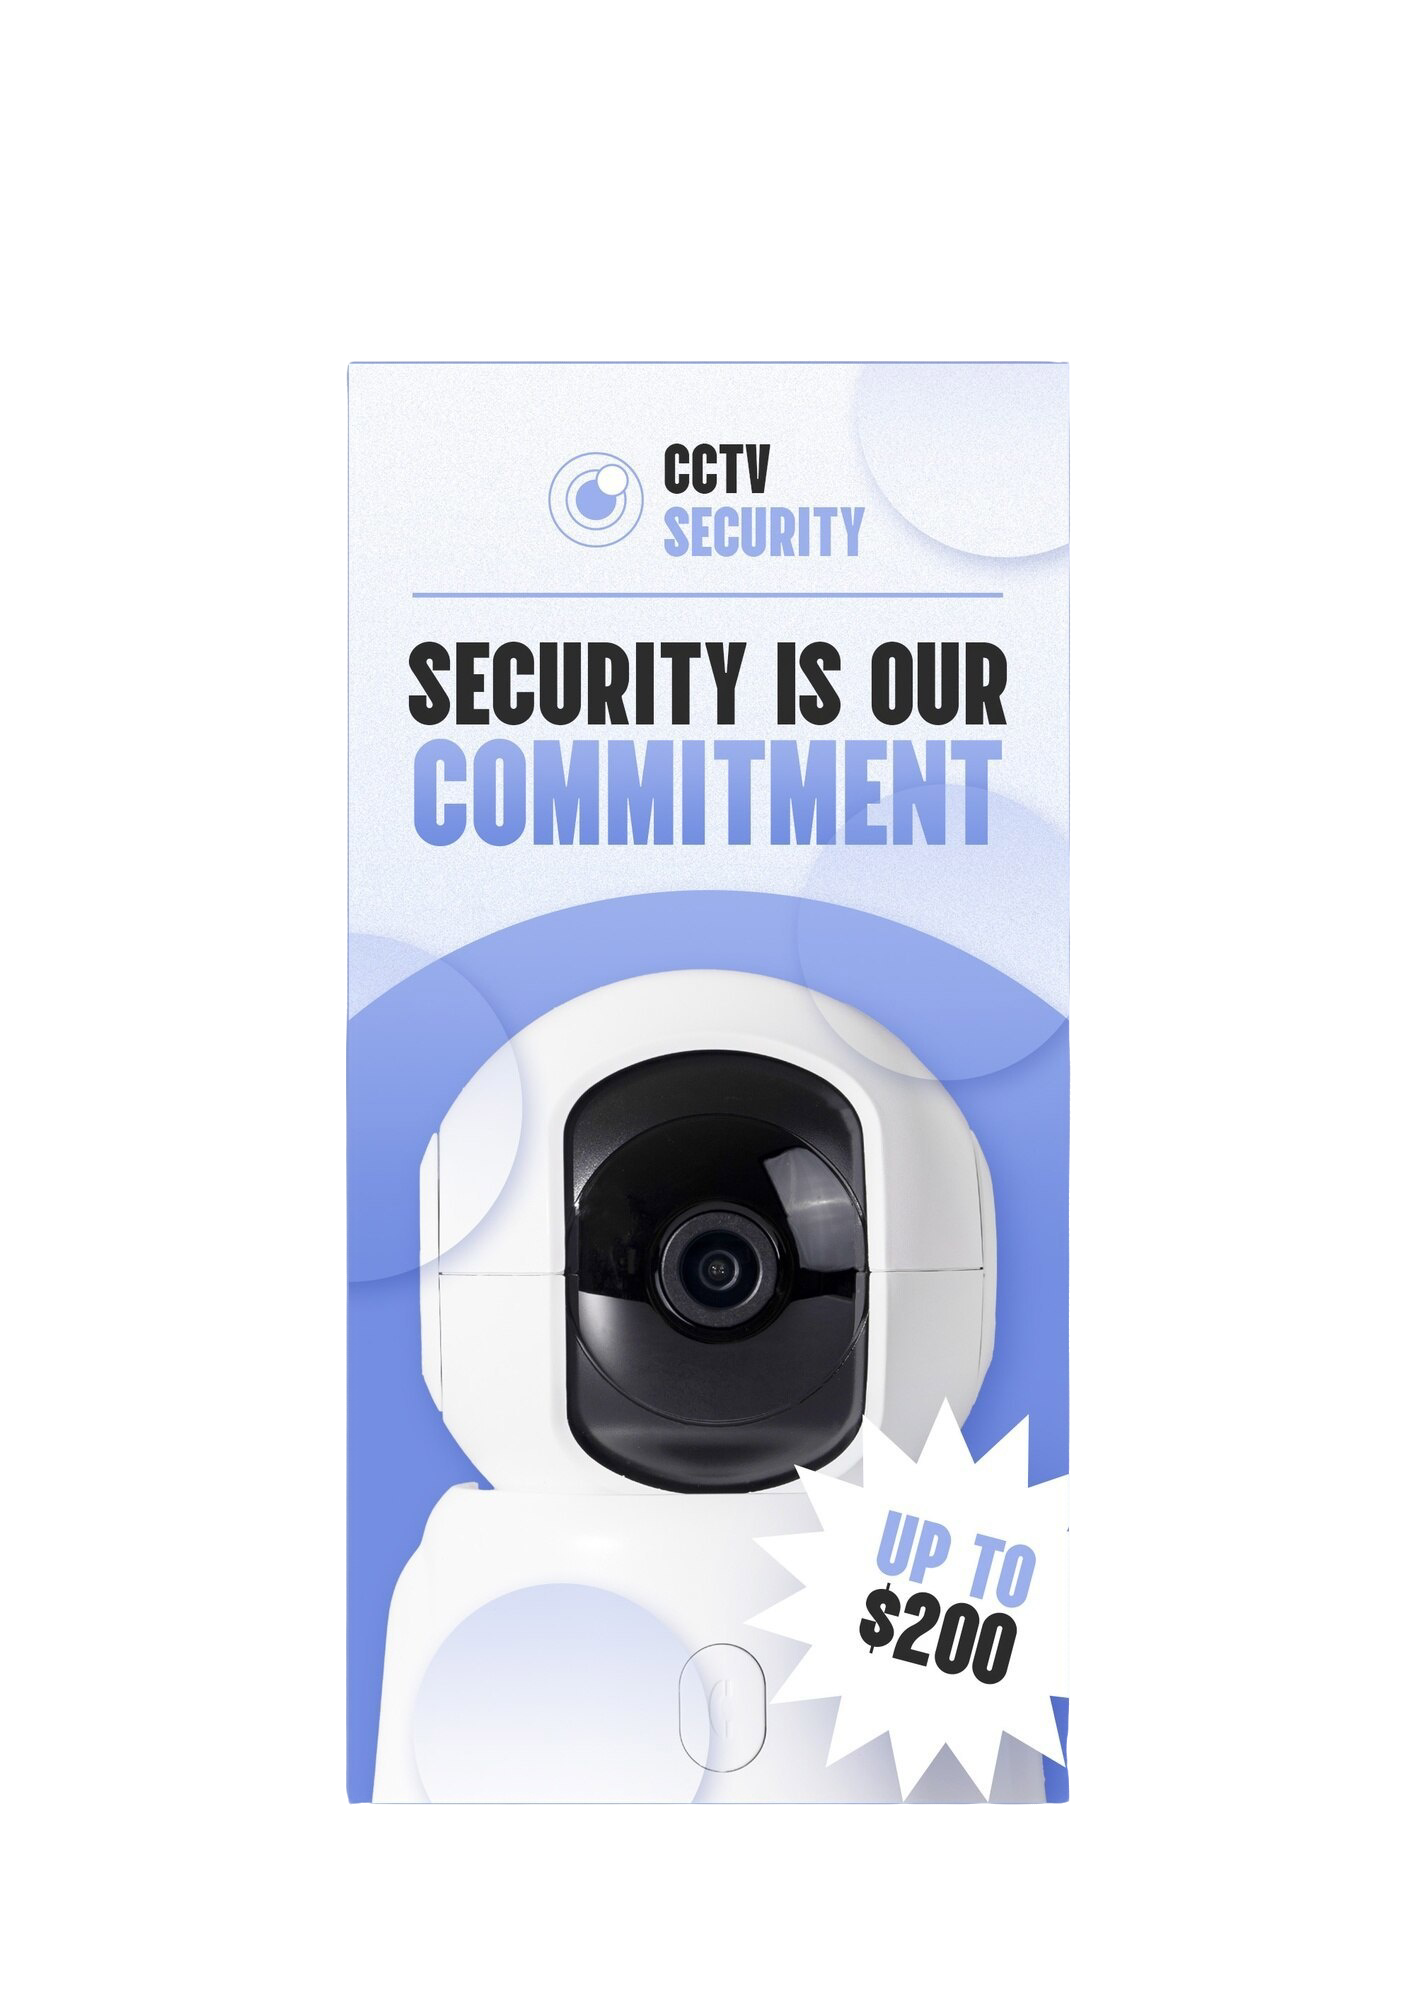 CCTV
SECURITY
SECURITY IS OUR
COMMITMENT
UP TO
$200